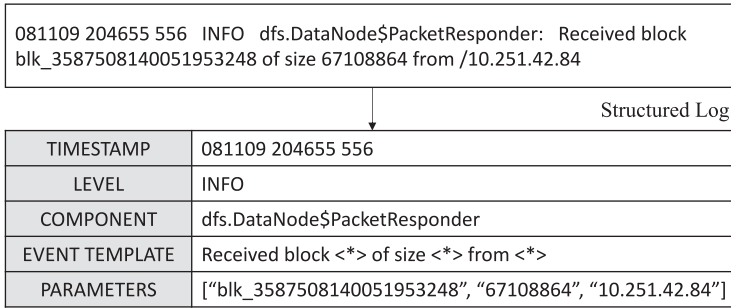 081109 204655 556 INFO dfs.DataNode$PacketResponder: Received block
blk_3587508140051953248 of size 67108864 from /10.251.42.84
Structured Log
TIMESTAMP 081109 204655 556
LEVEL INFO
COMPONENT dfs.DataNode$PacketResponder
EVENT TEMPLATE Received block <*> of size <*> from <*>
PARAMETERS [“blk_3587508140051953248”, “67108864”, “10.251.42.84”]